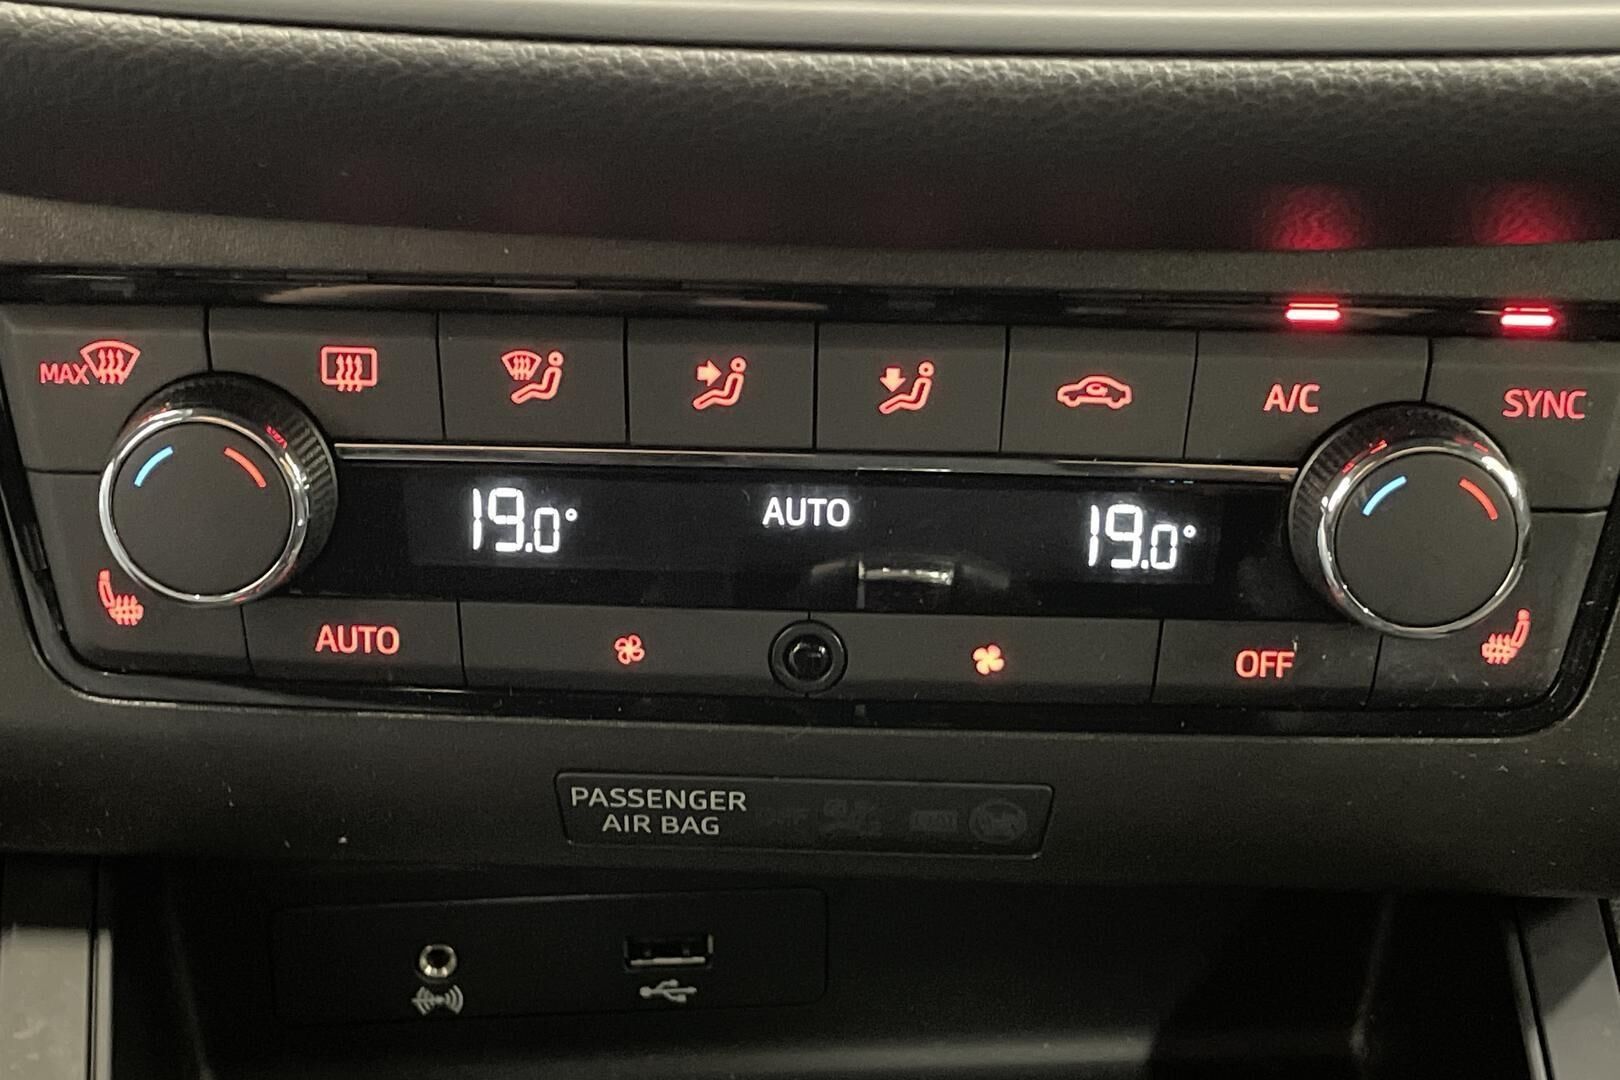 MAX
A/C
SYNC
19.0°
AUTO
19.0°
AUTO
OFF
PASSENGER
AIR BAG